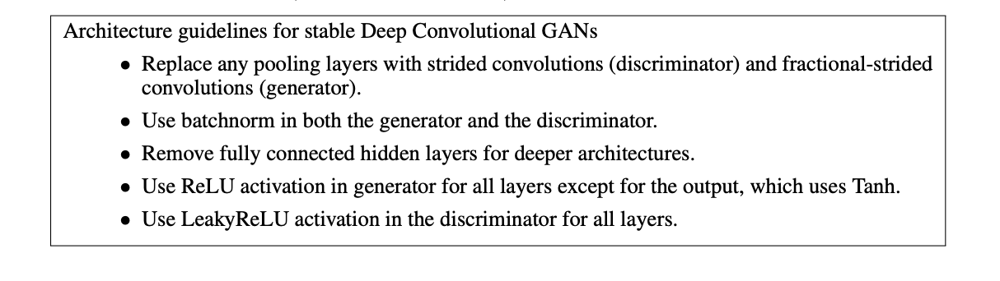 Architecture guidelines for stable Deep Convolutional GANs
• Replace any pooling layers with strided convolutions (discriminator) and fractional-strided
convolutions (generator).
• Use batchnorm in both the generator and the discriminator.
• Remove fully connected hidden layers for deeper architectures.
• Use ReLU activation in generator for all layers except for the output, which uses Tanh.
• Use LeakyReLU activation in the discriminator for all layers.